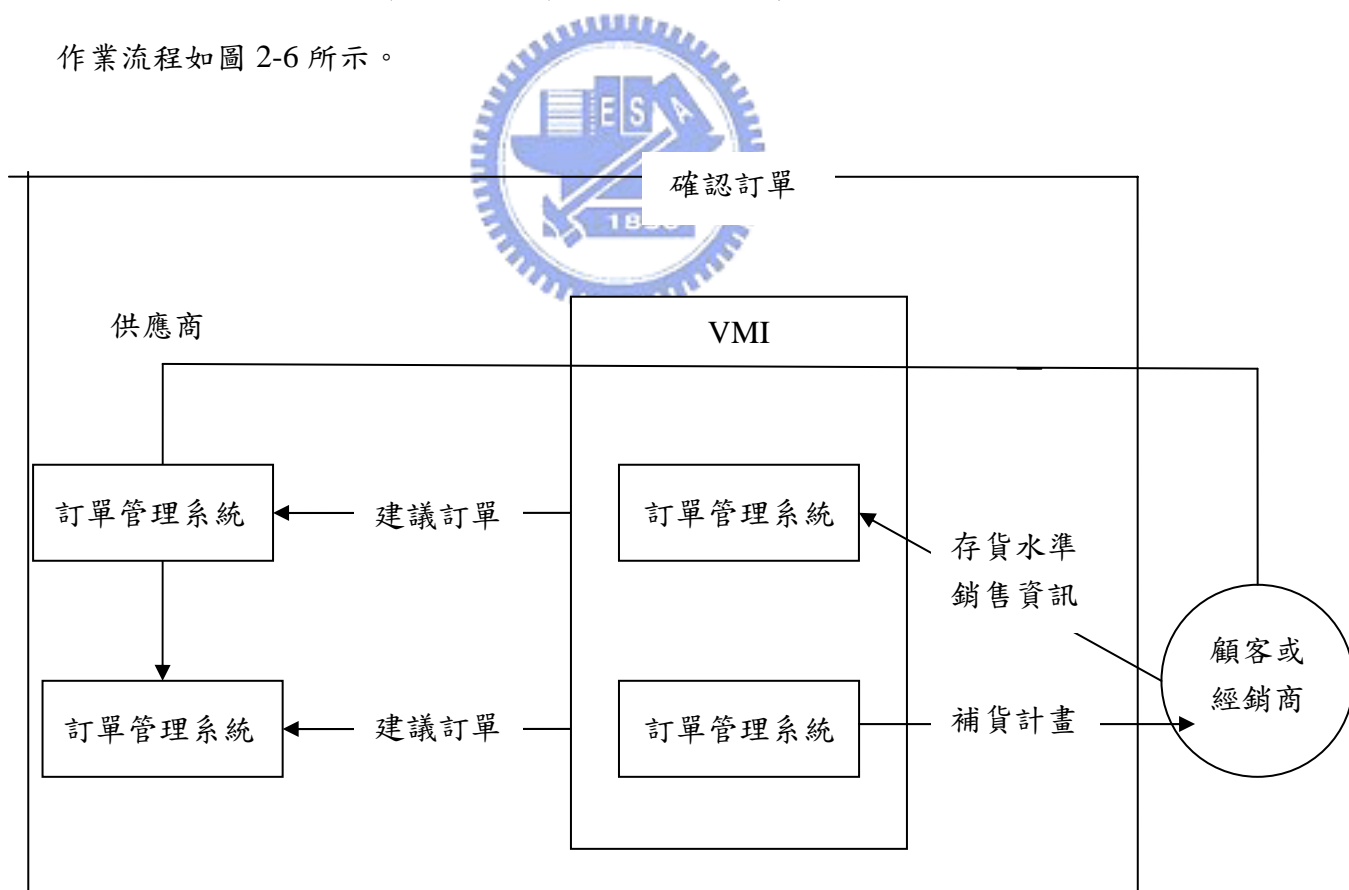 作業流程如圖 2-6 所示。
E S A
確認訂單
供應商
VMI
訂單管理系統
建議訂單
訂單管理系統
存貨水準
銷售資訊
顧客或
經銷商
訂單管理系統
建議訂單
訂單管理系統
補貨計畫